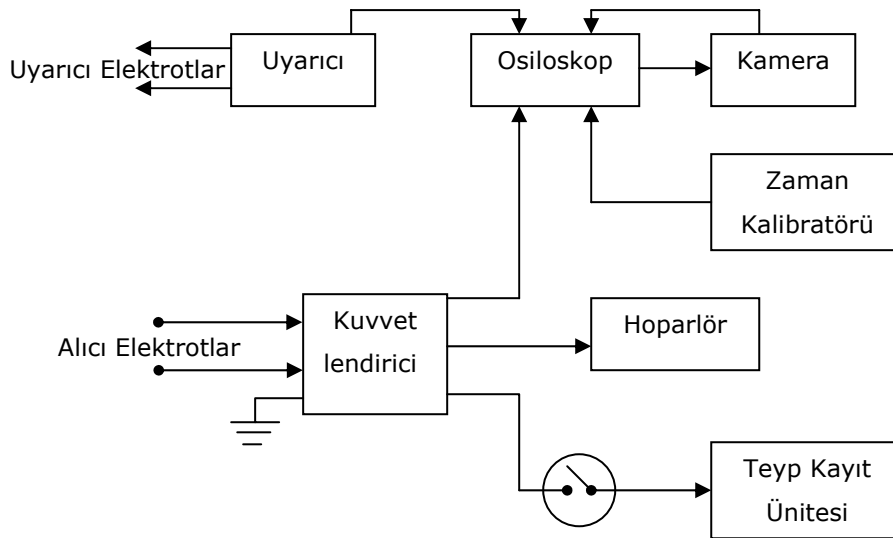 Uyarıcı
Osiloskop
Kamera
Uyarıcı Elektrotlar
Zaman
Kalibratörü
Kuvvet
lendirici
Hoparlör
Alıcı Elektrotlar
Teyp Kayıt
Ünitesi